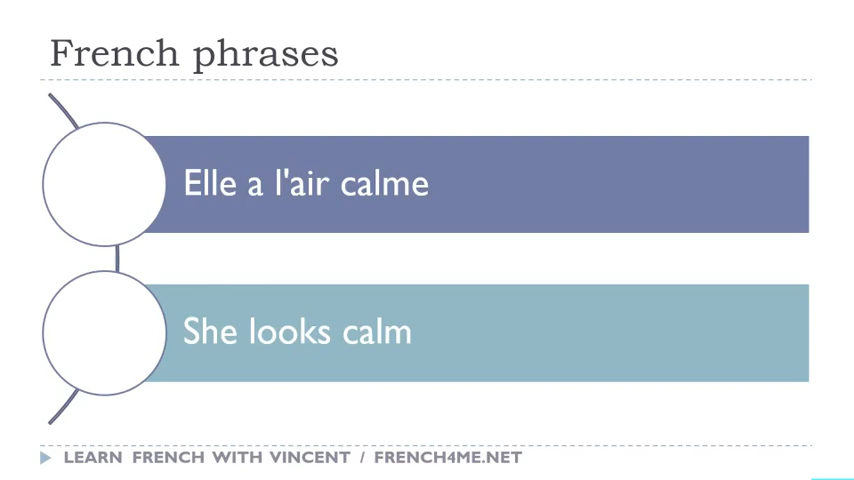 French phrases
Elle a l'air calme
She looks calm
LEARN FRENCH WITH VINCENT / FRENCH4ME.NET